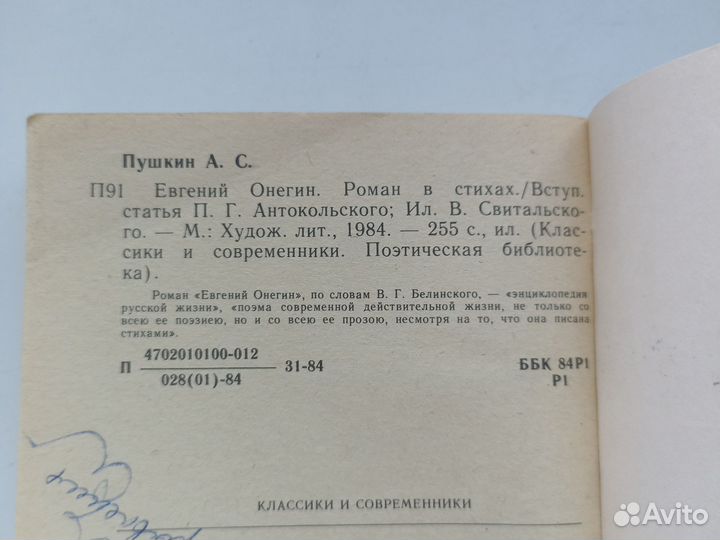 Пушкин А. С.
П91 Евгений Онегин. Роман в стихах./Вступ.
статья П. Г. Антокольского; Ил. В. Свитальско-
го. — М.: Худож. лит., 1984. — 255 с., ил. (Клас-
сики и современники. Поэтическая библиоте-
ка).
Роман «Евгений Онегин», по словам В. Г. Белинского, — «энциклопедия
русской жизни», «поэма современной действительной жизни, не только со
всею ее поэзиею, но и со всею ее прозою, несмотря на то, что она писана
стихами».
П 4702010100-012 31-84 ББК 84Р1
028(01)-84 Р1
КЛАССИКИ И СОВРЕМЕННИКИ
Avito